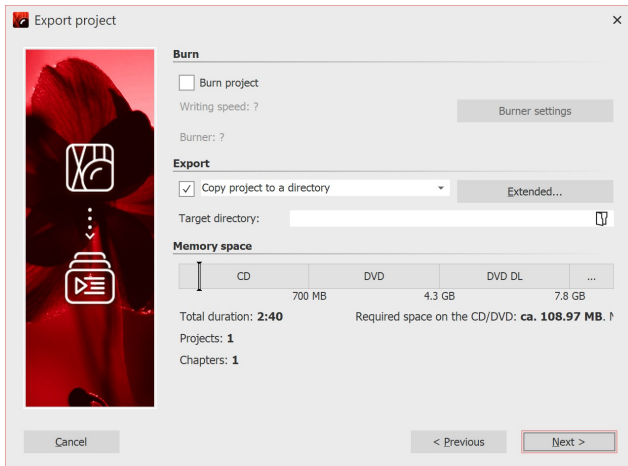 Export project
Burn
Burn project
Writing speed: ?
Burner settings
Burner: ?
Export
Copy project to a directory
Extended...
Target directory:
Memory space
CD DVD DVD DL ...
700 MB 4.3 GB 7.8 GB
Total duration: 2:40 Required space on the CD/DVD: ca. 108.97 MB.
Projects: 1
Chapters: 1
Cancel < Previous Next >